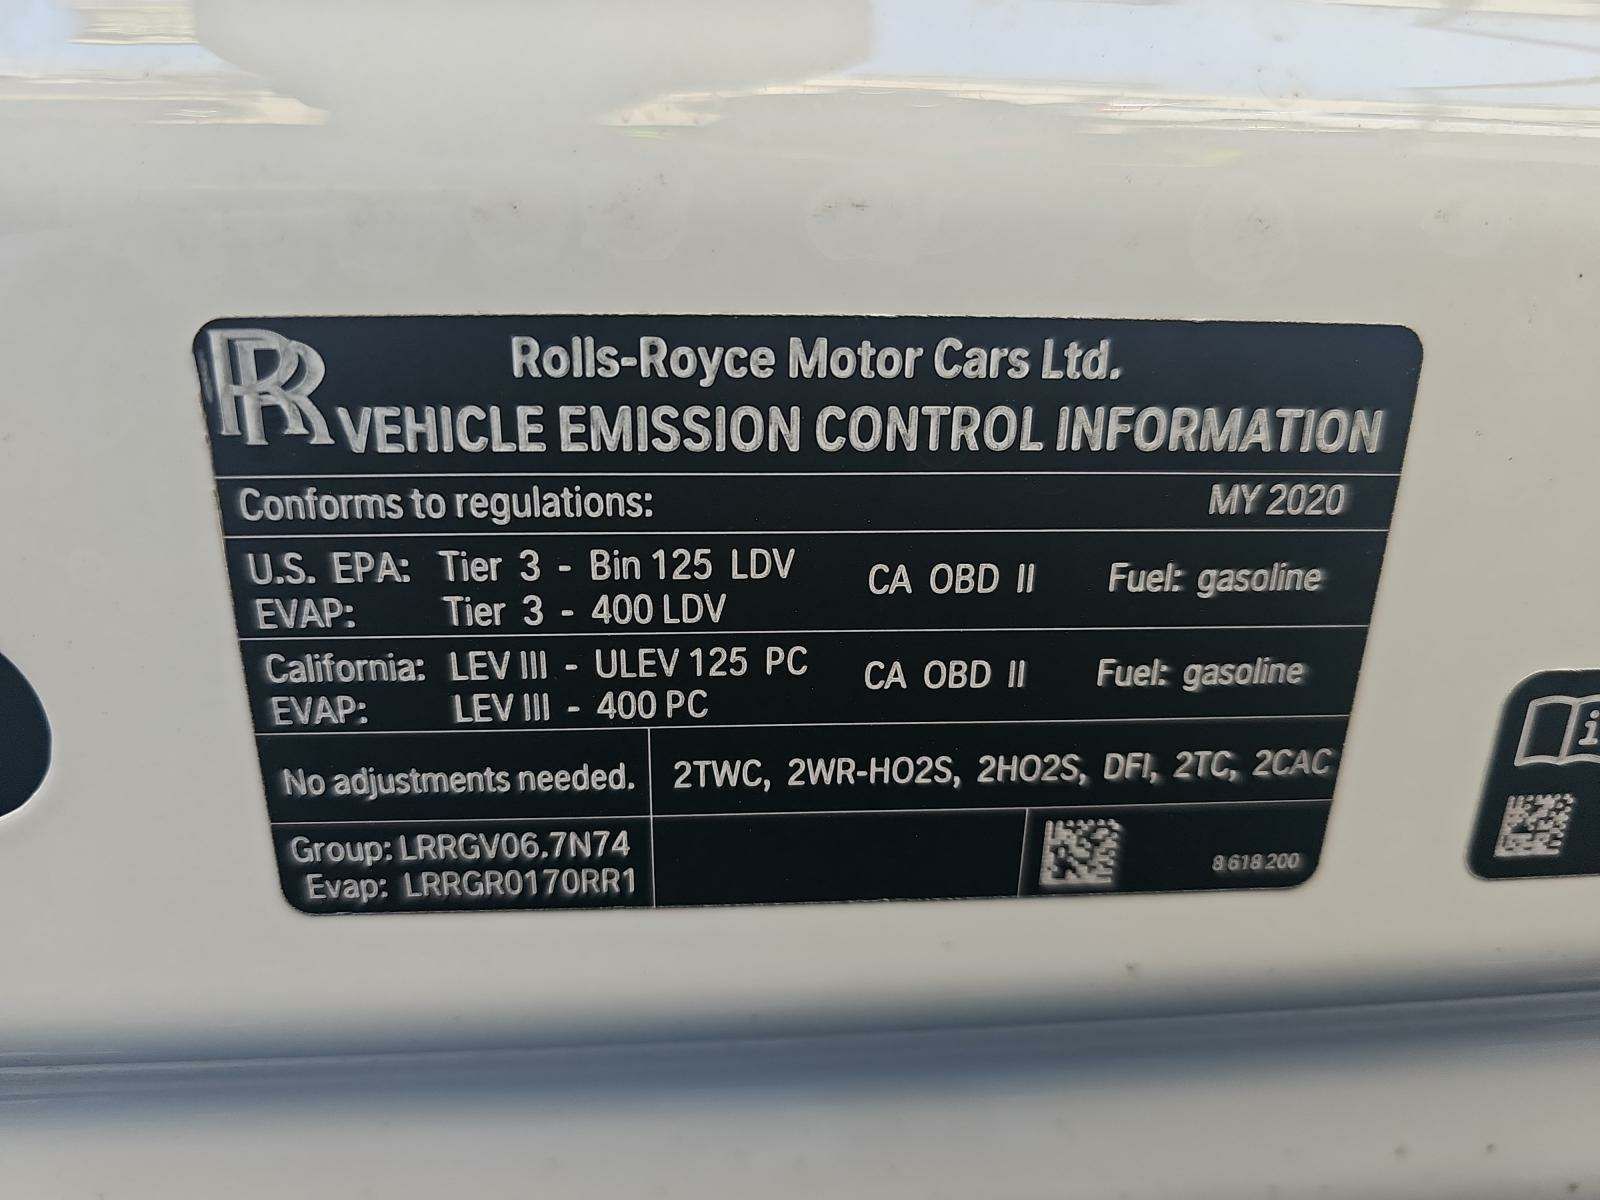 RR
Rolls-Royce Motor Cars Ltd.
VEHICLE EMISSION CONTROL INFORMATION
Conforms to regulations: MY 2020
U.S. EPA: Tier 3 - Bin 125 LDV CA OBD II Fuel: gasoline
EVAP: Tier 3 - 400 LDV
California: LEV III - ULEV 125 PC CA OBD II Fuel: gasoline
EVAP: LEV III - 400 PC
No adjustments needed. 2TWC, 2WR-HO2S, 2HO2S, DFI, 2TC, 2CAC
Group: LRRGV06.7N74
Evap: LRRGR0170RR1
8 618 200
i